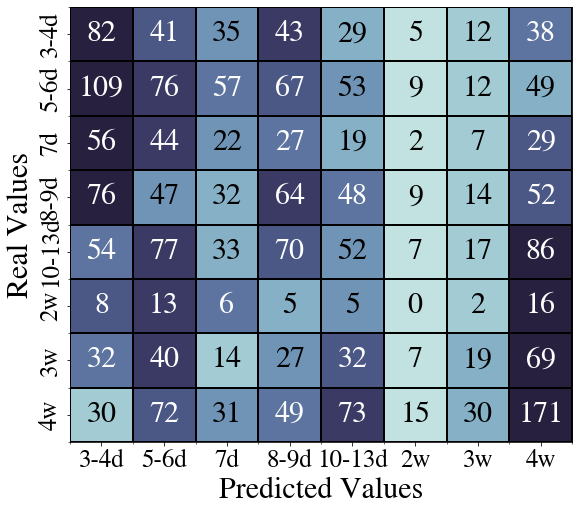 3-4d 82 41 35 43 29 5 12 38
5-6d 109 76 57 67 53 9 12 49
7d 56 44 22 27 19 2 7 29
8-9d 76 47 32 64 48 9 14 52
10-13d 54 77 33 70 52 7 17 86
2w 8 13 6 5 5 0 2 16
3w 32 40 14 27 32 7 19 69
4w 30 72 31 49 73 15 30 171
3-4d 5-6d 7d 8-9d 10-13d 2w 3w 4w
Predicted Values
Real Values